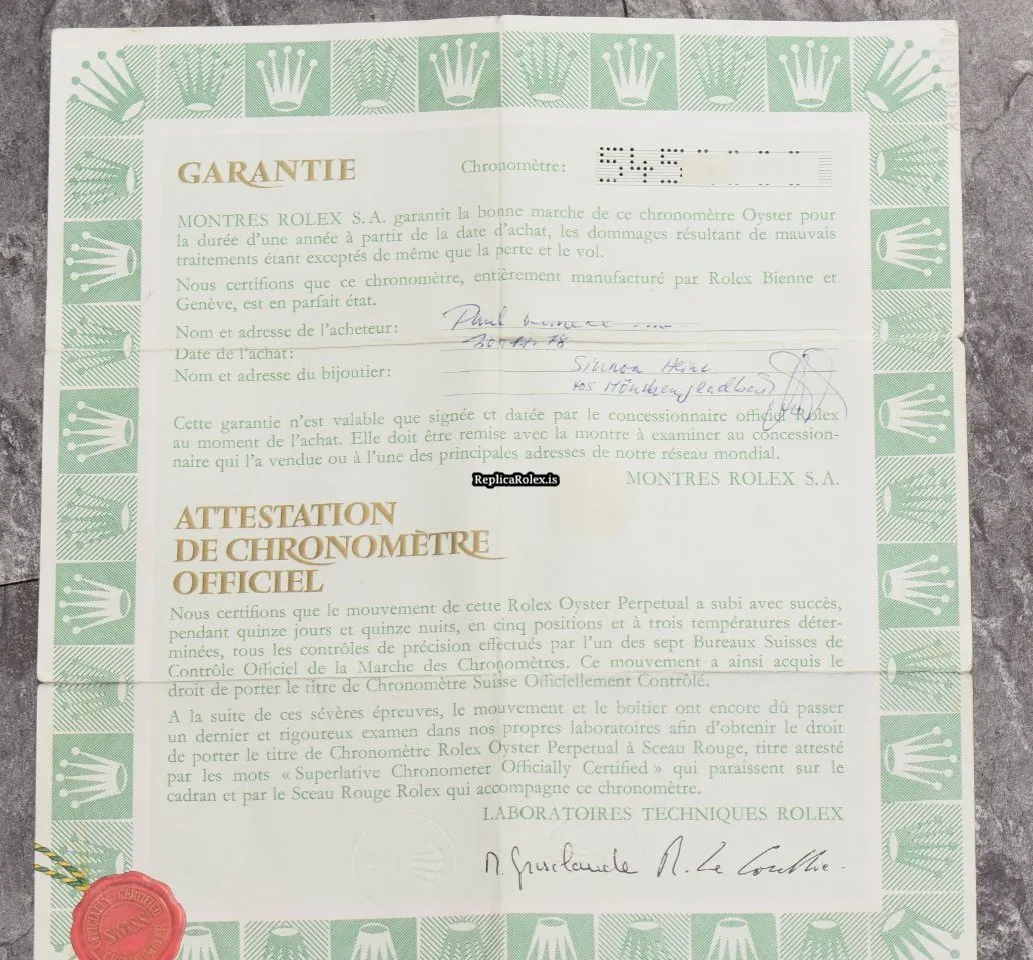 GARANTIE
Chronomètre: 545
MONTRES ROLEX S.A. garantit la bonne marche de ce chronomètre Oyster pour
la durée d'une année à partir de la date d'achat, les dommages résultant de mauvais
traitements étant exceptés de même que la perte et le vol.
Nous certifions que ce chronomètre, entièrement manufacturé par Rolex Bienne et
Genève, est en parfait état.
Nom et adresse de l'acheteur: Paul
Date de l'achat:
Nom et adresse du bijoutier:
405 Mönchengladbach
Cette garantie n'est valable que signée et datée par le concessionnaire officiel Rolex
au moment de l'achat. Elle doit être remise avec la montre à examiner au concession-
naire qui l'a vendue ou à l'une des principales adresses de notre réseau mondial.
MONTRES ROLEX S.A.
ReplicaRolex.is
ATTESTATION
DE CHRONOMÈTRE
OFFICIEL
Nous certifions que le mouvement de cette Rolex Oyster Perpetual a subi avec succès,
pendant quinze jours et quinze nuits, en cinq positions et à trois températures déter-
minées, tous les contrôles de précision effectués par l'un des sept Bureaux Suisses de
Contrôle Officiel de la Marche des Chronomètres. Ce mouvement a ainsi acquis le
droit de porter le titre de Chronomètre Suisse Officiellement Contrôlé.
A la suite de ces sévères épreuves, le mouvement et le boîtier ont encore dû passer
un dernier et rigoureux examen dans nos propres laboratoires afin d'obtenir le droit
de porter le titre de Chronomètre Rolex Oyster Perpetual à Sceau Rouge, titre attesté
par les mots « Superlative Chronometer Officially Certified » qui paraissent sur le
cadran et par le Sceau Rouge Rolex qui accompagne ce chronomètre.
LABORATOIRES TECHNIQUES ROLEX
OFFICIALLY CERTIFIED
SWISS